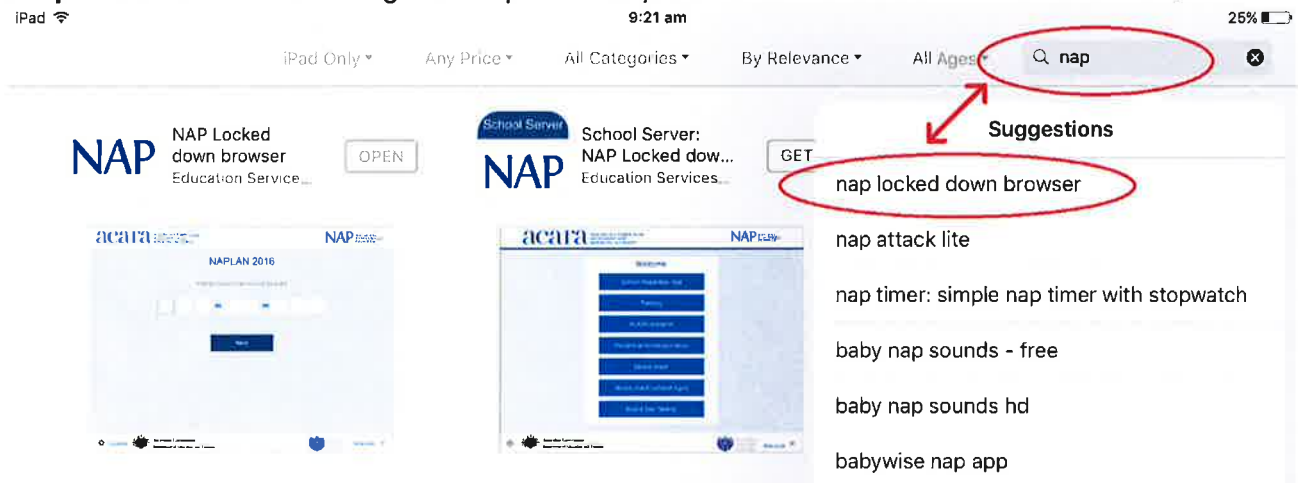 iPad
9:21 am
25%
iPad Only
Any Price
All Categories
By Relevance
All Ages
nap
NAP
NAP Locked
down browser
Education Service...
OPEN
School Server
NAP
School Server:
NAP Locked dow...
Education Services...
GET
Suggestions
nap locked down browser
nap attack lite
nap timer: simple nap timer with stopwatch
baby nap sounds - free
baby nap sounds hd
babywise nap app
acara
NAP
NAPLAN 2016
Next
acara
NAP
Welcome